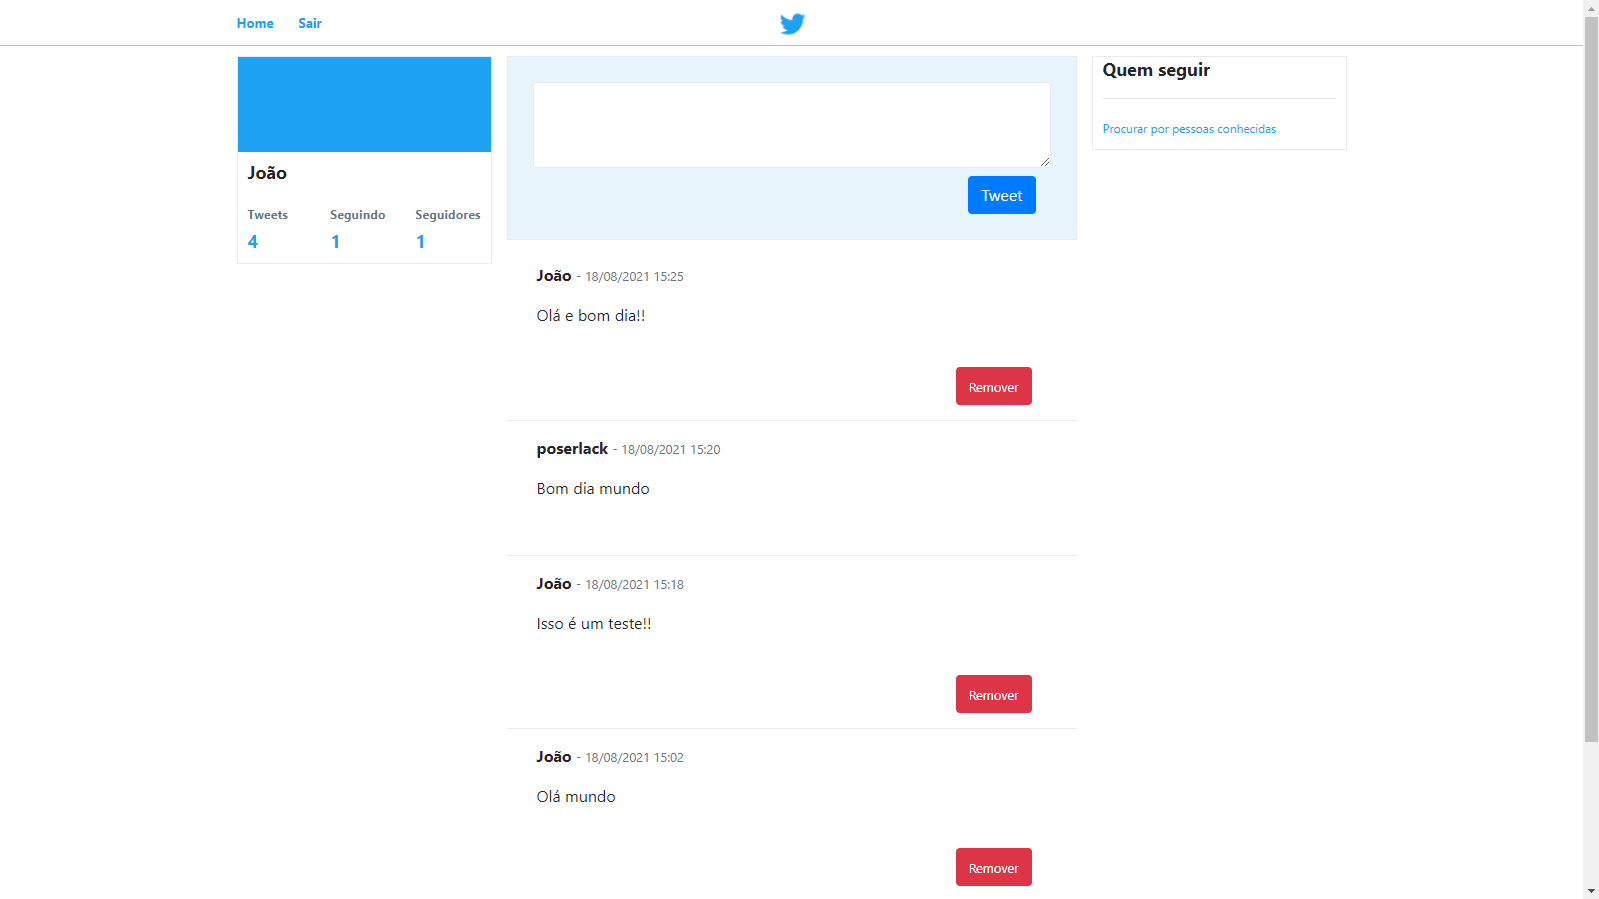 Home Sair
João
Tweets Seguindo Seguidores
4 1 1
Tweet
João - 18/08/2021 15:25
Olá e bom dia!!
Remover
poserlack - 18/08/2021 15:20
Bom dia mundo
João - 18/08/2021 15:18
Isso é um teste!!
Remover
João - 18/08/2021 15:02
Olá mundo
Remover
Quem seguir
Procurar por pessoas conhecidas